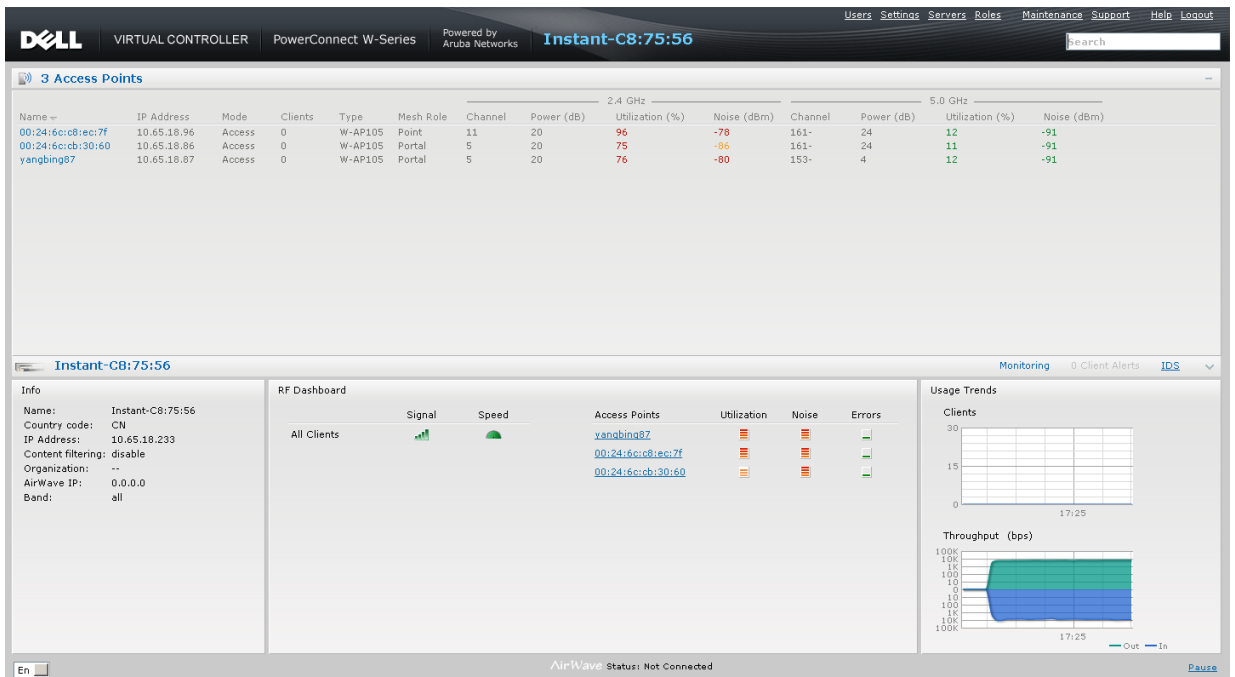 Users Settings Servers Roles Maintenance Support Help Logout
DELL VIRTUAL CONTROLLER PowerConnect W-Series Powered by Aruba Networks Instant-C8:75:56 Search
3 Access Points
2.4 GHz 5.0 GHz
Name IP Address Mode Clients Type Mesh Role Channel Power (dB) Utilization (%) Noise (dBm) Channel Power (dB) Utilization (%) Noise (dBm)
00:24:6c:c8:ec:7f 10.65.18.96 Access 0 W-AP105 Point 11 20 96 -78 161- 24 12 -91
00:24:6c:cb:30:60 10.65.18.86 Access 0 W-AP105 Portal 5 20 75 -86 161- 24 11 -91
yangbing87 10.65.18.87 Access 0 W-AP105 Portal 5 20 76 -80 153- 4 12 -91
Instant-C8:75:56 Monitoring 0 Client Alerts IDS
Info
Name: Instant-C8:75:56
Country code: CN
IP Address: 10.65.18.233
Content filtering: disable
Organization: --
AirWave IP: 0.0.0.0
Band: all
RF Dashboard
Signal Speed
All Clients
Access Points Utilization Noise Errors
yangbing87
00:24:6c:c8:ec:7f
00:24:6c:cb:30:60
Usage Trends
Clients
30
15
0
17:25
Throughput (bps)
100K
10K
1K
100
10
0
10
100
1K
10K
100K
17:25
Out In
En
AirWave Status: Not Connected
Pause